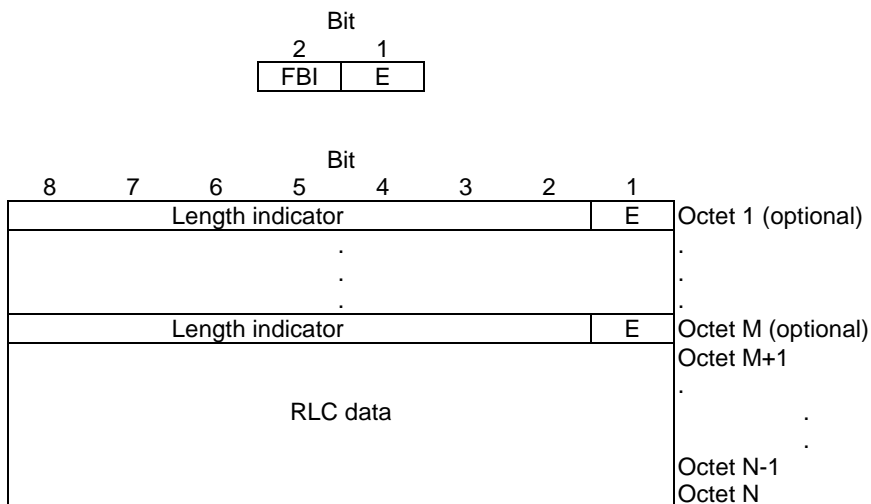 Bit
2 1
FBI E
Bit
8 7 6 5 4 3 2 1
Length indicator E Octet 1 (optional)
. .
. .
. .
Length indicator E Octet M (optional)
Octet M+1
.
RLC data .
.
Octet N-1
Octet N